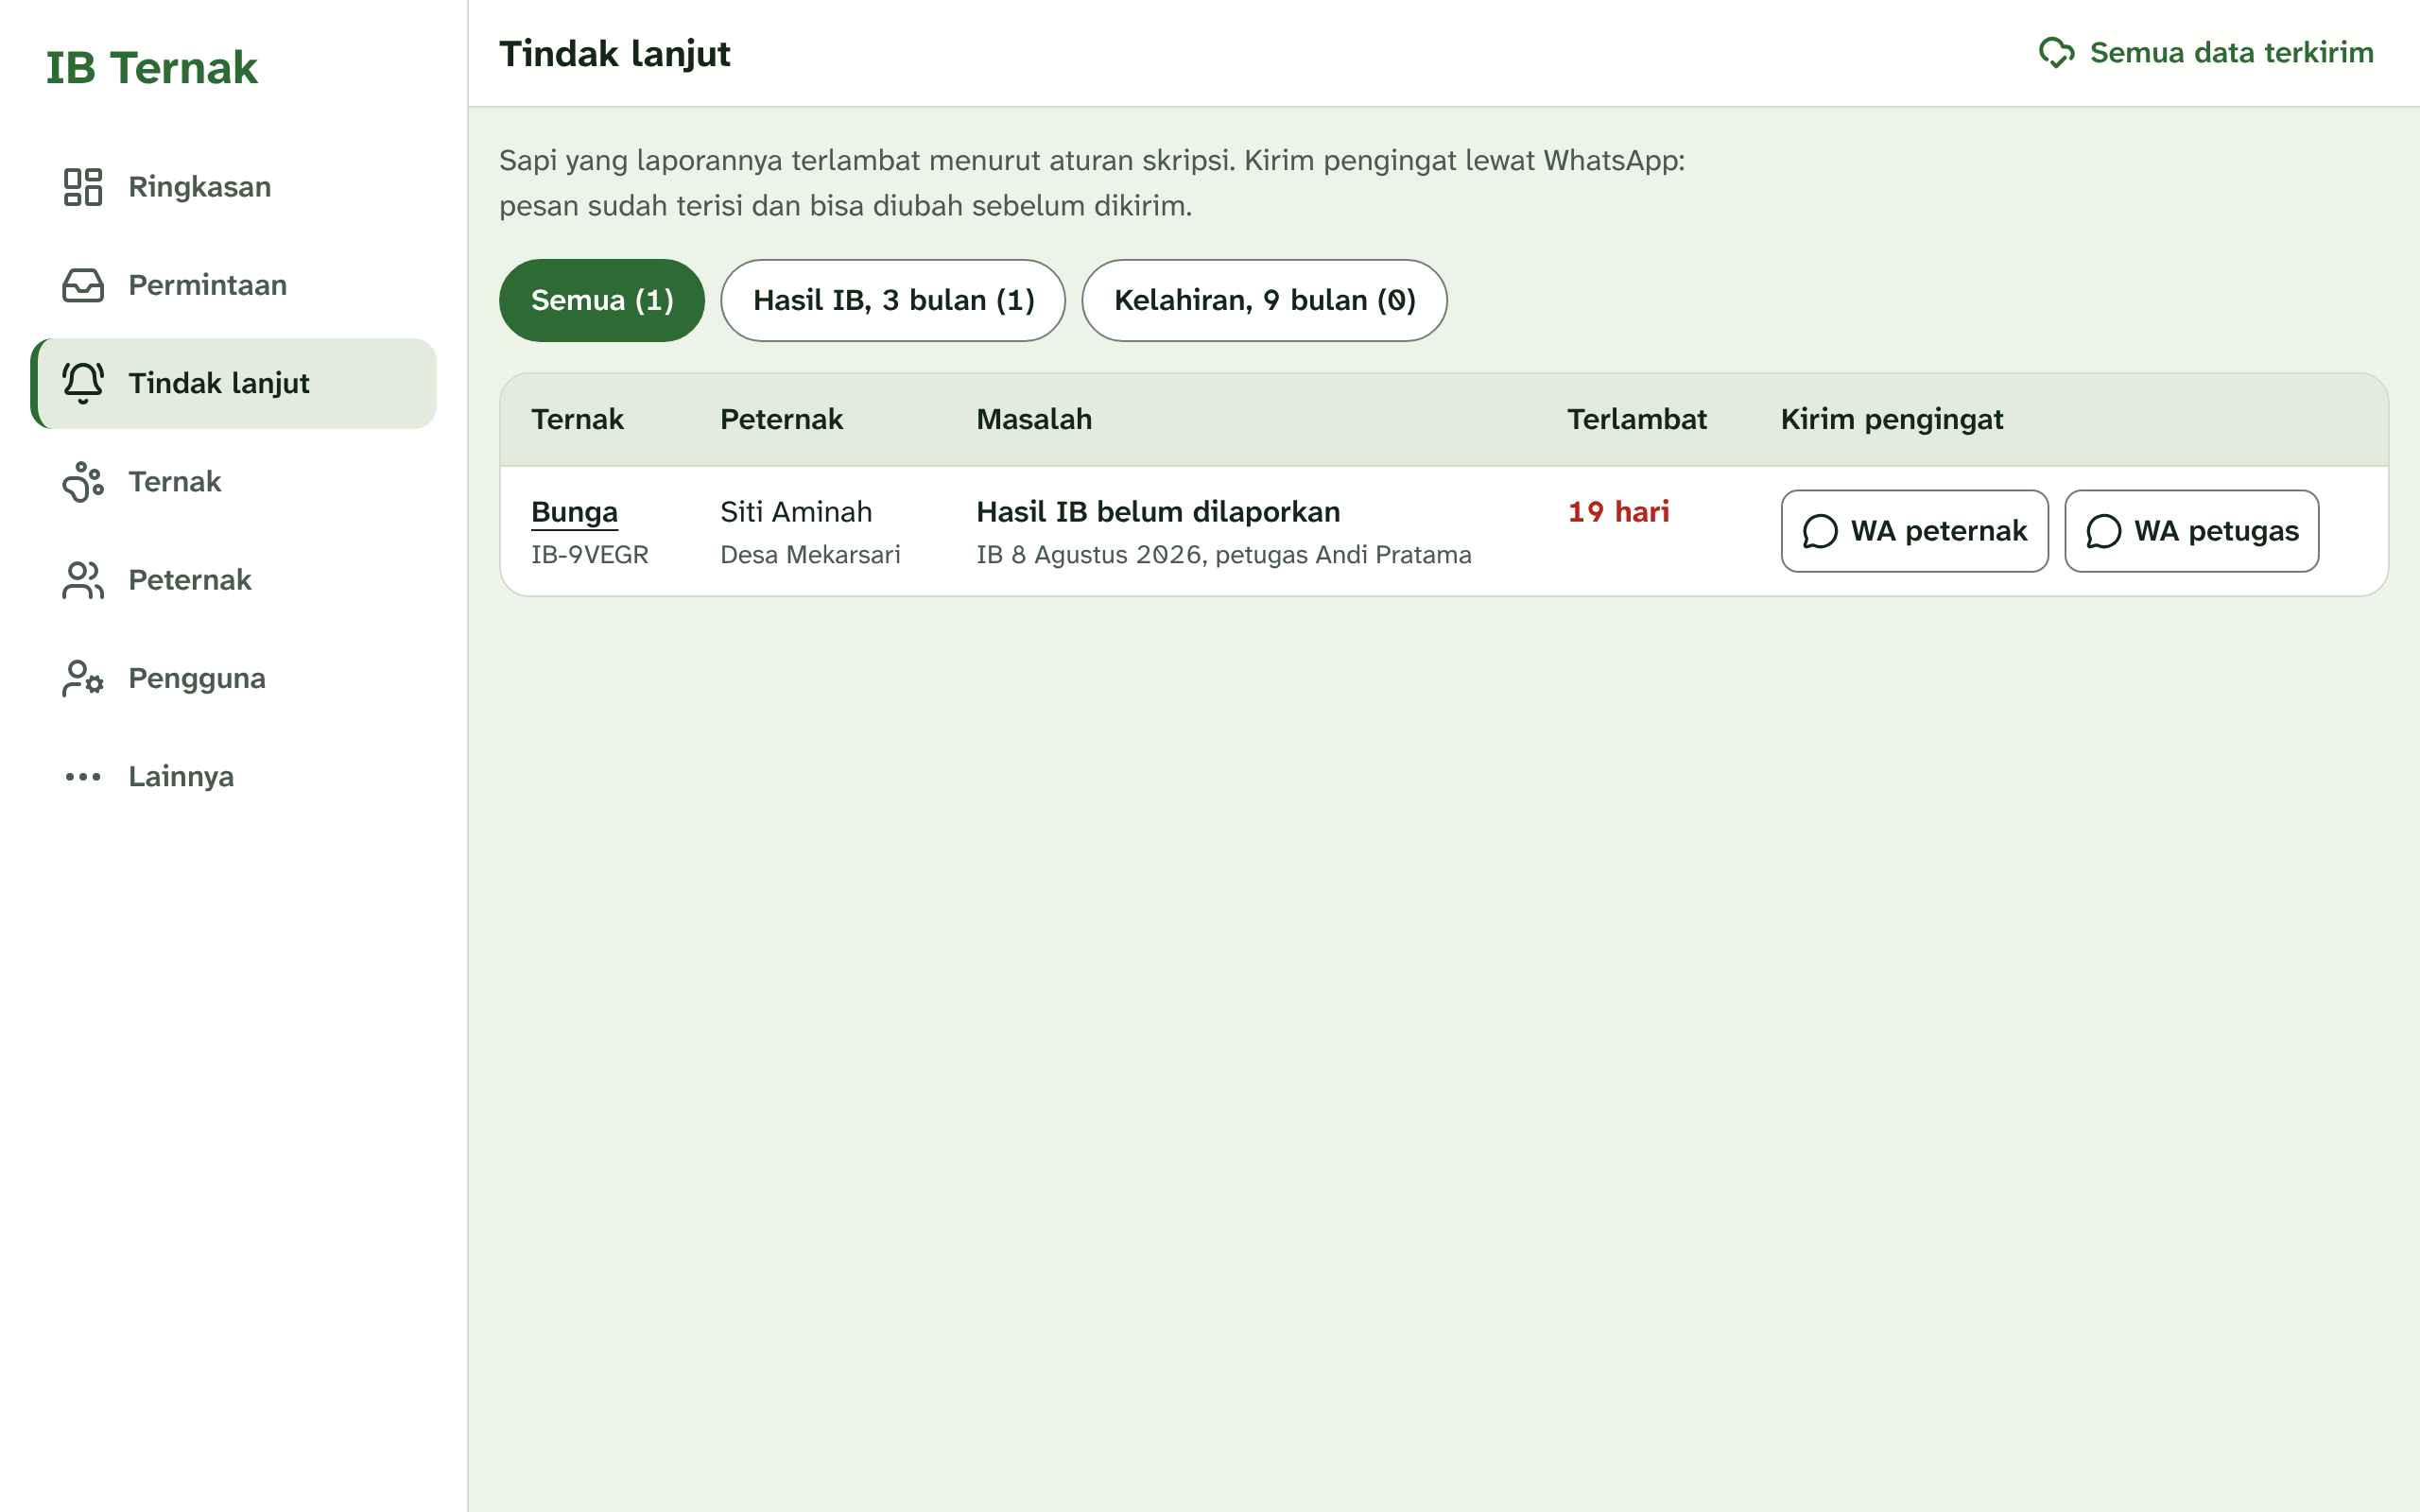 IB Ternak
Ringkasan
Permintaan
Tindak lanjut
Ternak
Peternak
Pengguna
Lainnya
Tindak lanjut
Semua data terkirim
Sapi yang laporannya terlambat menurut aturan skripsi. Kirim pengingat lewat WhatsApp:
pesan sudah terisi dan bisa diubah sebelum dikirim.
Semua (1)
Hasil IB, 3 bulan (1)
Kelahiran, 9 bulan (0)
Ternak Peternak Masalah Terlambat Kirim pengingat
Bunga Siti Aminah Hasil IB belum dilaporkan 19 hari WA peternak WA petugas
IB-9VEGR Desa Mekarsari IB 8 Agustus 2026, petugas Andi Pratama